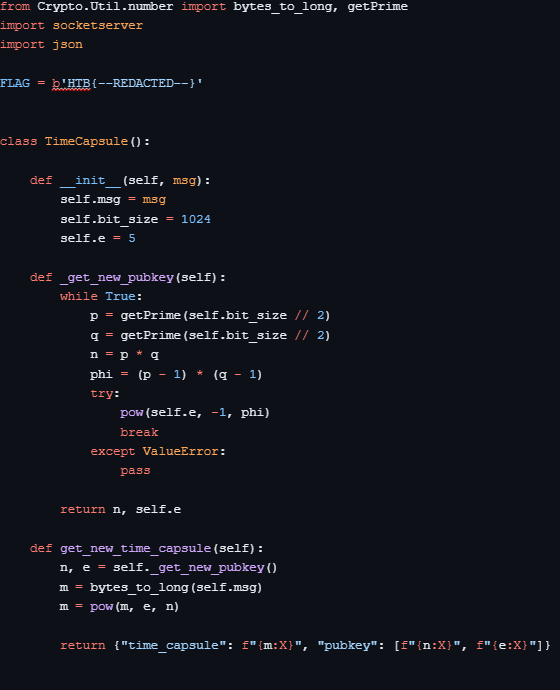 from Crypto.Util.number import bytes_to_long, getPrime
import socketserver
import json

FLAG = b'HTB{--REDACTED--}'


class TimeCapsule():

    def __init__(self, msg):
        self.msg = msg
        self.bit_size = 1024
        self.e = 5

    def _get_new_pubkey(self):
        while True:
            p = getPrime(self.bit_size // 2)
            q = getPrime(self.bit_size // 2)
            n = p * q
            phi = (p - 1) * (q - 1)
            try:
                pow(self.e, -1, phi)
                break
            except ValueError:
                pass

        return n, self.e

    def get_new_time_capsule(self):
        n, e = self._get_new_pubkey()
        m = bytes_to_long(self.msg)
        m = pow(m, e, n)

        return {"time_capsule": f"{m:X}", "pubkey": [f"{n:X}", f"{e:X}"]}